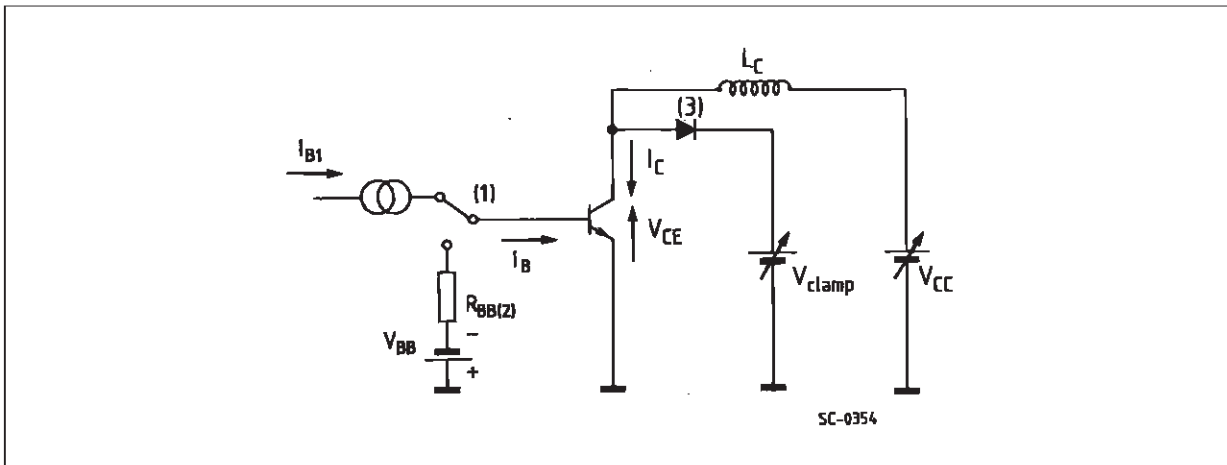 L_C
(3)
I_B1
(1)
I_C
V_CE
i_B
V_clamp
V_CC
R_BB(2)
V_BB
−
+
SC-0354